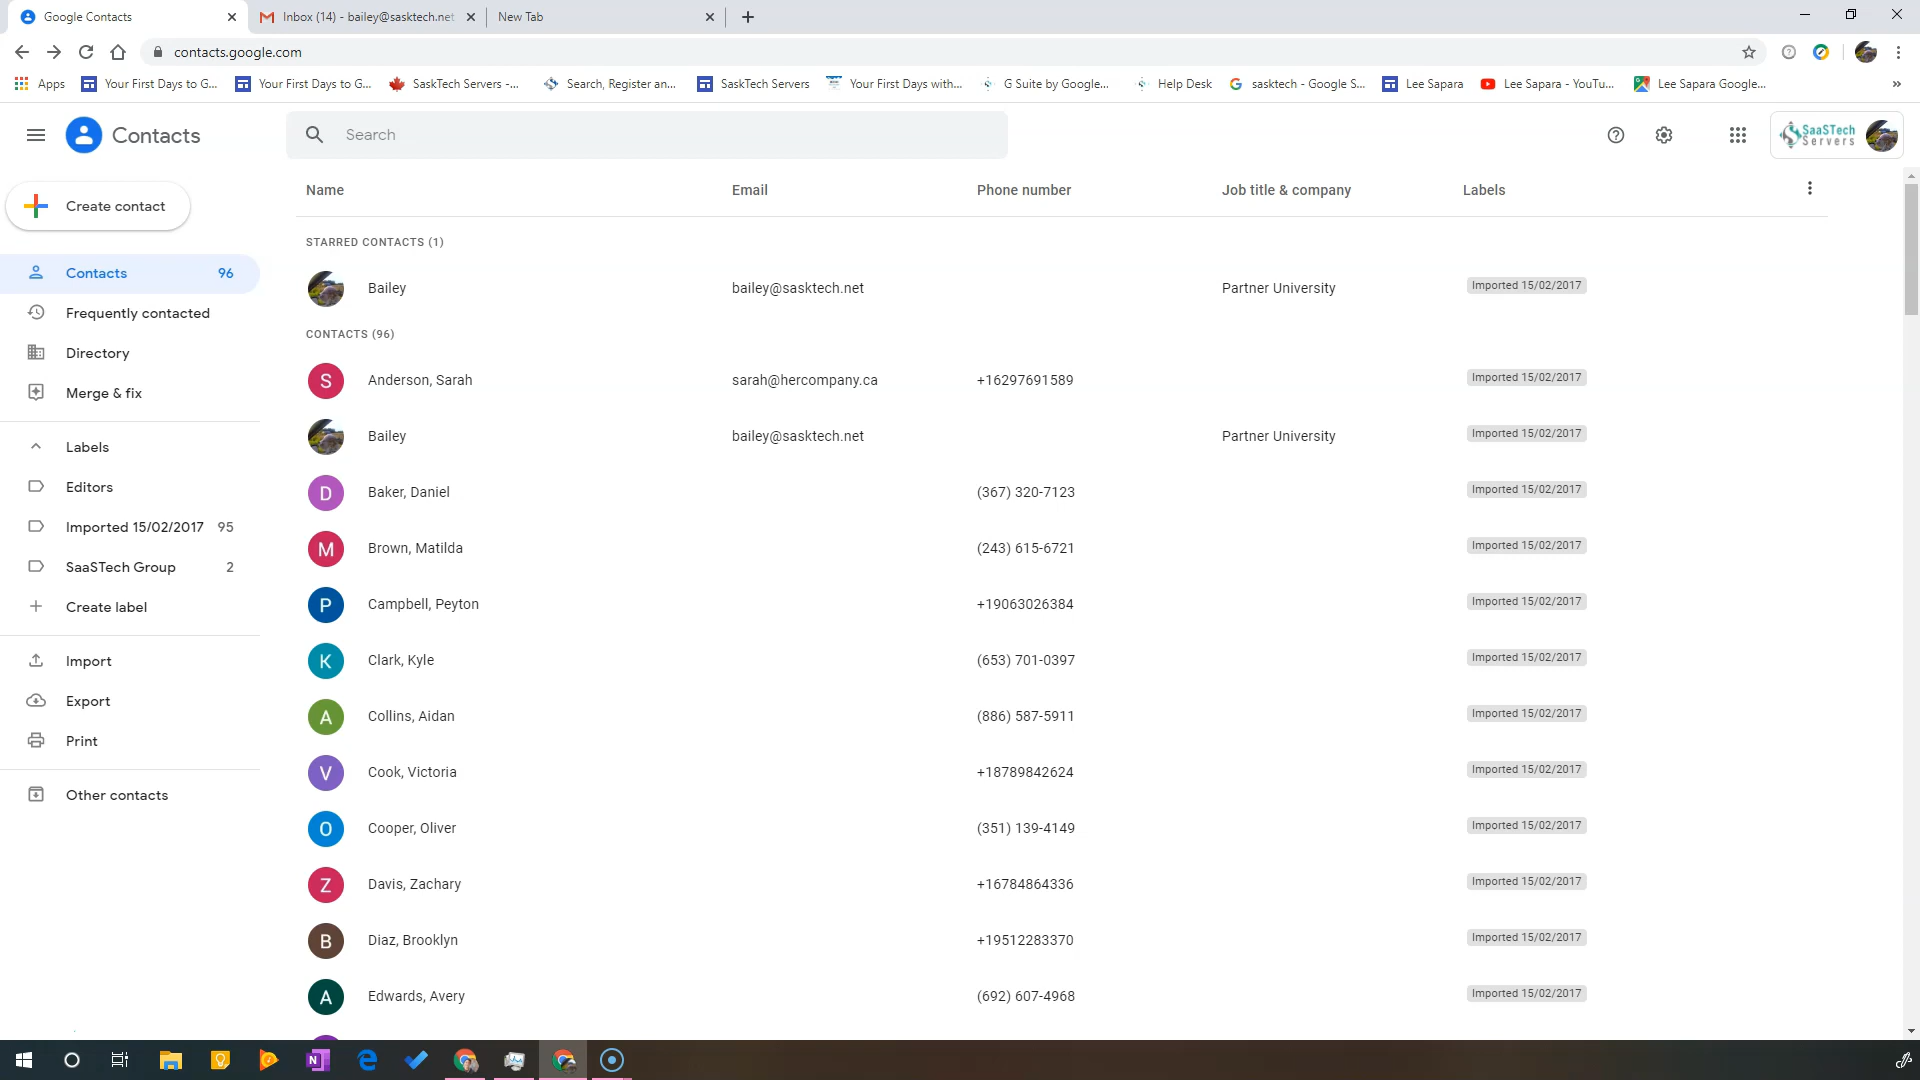 Google Contacts
Inbox (14) - bailey@sasktech.net
New Tab
contacts.google.com
Apps
Your First Days to G...
Your First Days to G...
SaskTech Servers -...
Search, Register an...
SaskTech Servers
Your First Days with...
G Suite by Google...
Help Desk
sasktech - Google S...
Lee Sapara
Lee Sapara - YouTu...
Lee Sapara Google...
»
Contacts
Search
SaaSTech
Servers
Create contact
Contacts 96
Frequently contacted
Directory
Merge & fix
Labels
Editors
Imported 15/02/2017 95
SaaSTech Group 2
Create label
Import
Export
Print
Other contacts
Name Email Phone number Job title & company Labels
STARRED CONTACTS (1)
Bailey bailey@sasktech.net Partner University Imported 15/02/2017
CONTACTS (96)
S Anderson, Sarah sarah@hercompany.ca +16297691589 Imported 15/02/2017
Bailey bailey@sasktech.net Partner University Imported 15/02/2017
D Baker, Daniel (367) 320-7123 Imported 15/02/2017
M Brown, Matilda (243) 615-6721 Imported 15/02/2017
P Campbell, Peyton +19063026384 Imported 15/02/2017
K Clark, Kyle (653) 701-0397 Imported 15/02/2017
A Collins, Aidan (886) 587-5911 Imported 15/02/2017
V Cook, Victoria +18789842624 Imported 15/02/2017
O Cooper, Oliver (351) 139-4149 Imported 15/02/2017
Z Davis, Zachary +16784864336 Imported 15/02/2017
B Diaz, Brooklyn +19512283370 Imported 15/02/2017
A Edwards, Avery (692) 607-4968 Imported 15/02/2017